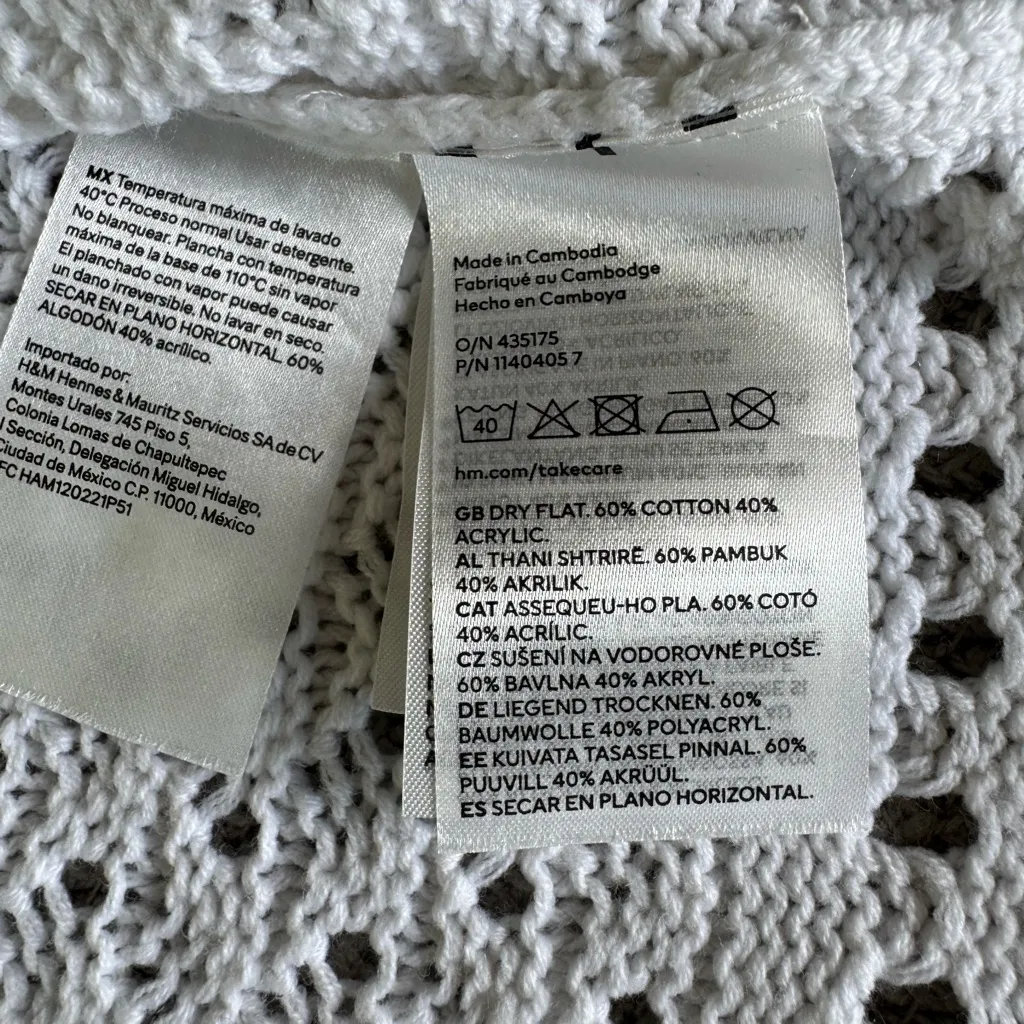 MX Temperatura máxima de lavado
40°C Proceso normal Usar detergente.
No blanquear. Plancha con temperatura
máxima de la base de 110°C sin vapor
El planchado con vapor puede causar
un dano irreversible. No lavar en seco.
SECAR EN PLANO HORIZONTAL. 60%
ALGODÓN 40% acrílico.
Importado por:
H&M Hennes & Mauritz Servicios SA de CV
Montes Urales 745 Piso 5,
Colonia Lomas de Chapultepec
Sección, Delegación Miguel Hidalgo,
Ciudad de México C.P. 11000, México
FC HAM120221P51
Made in Cambodia
Fabriqué au Cambodge
Hecho en Camboya
O/N 435175
P/N 1140405 7
40
hm.com/takecare
GB DRY FLAT. 60% COTTON 40%
ACRYLIC.
AL THANI SHTRIRË. 60% PAMBUK
40% AKRILIK.
CAT ASSEQUEU-HO PLA. 60% COTÓ
40% ACRÍLIC.
CZ SUŠENÍ NA VODOROVNÉ PLOŠE.
60% BAVLNA 40% AKRYL.
DE LIEGEND TROCKNEN. 60%
BAUMWOLLE 40% POLYACRYL.
EE KUIVATA TASASEL PINNAL. 60%
PUUVILL 40% AKRÜÜL.
ES SECAR EN PLANO HORIZONTAL.